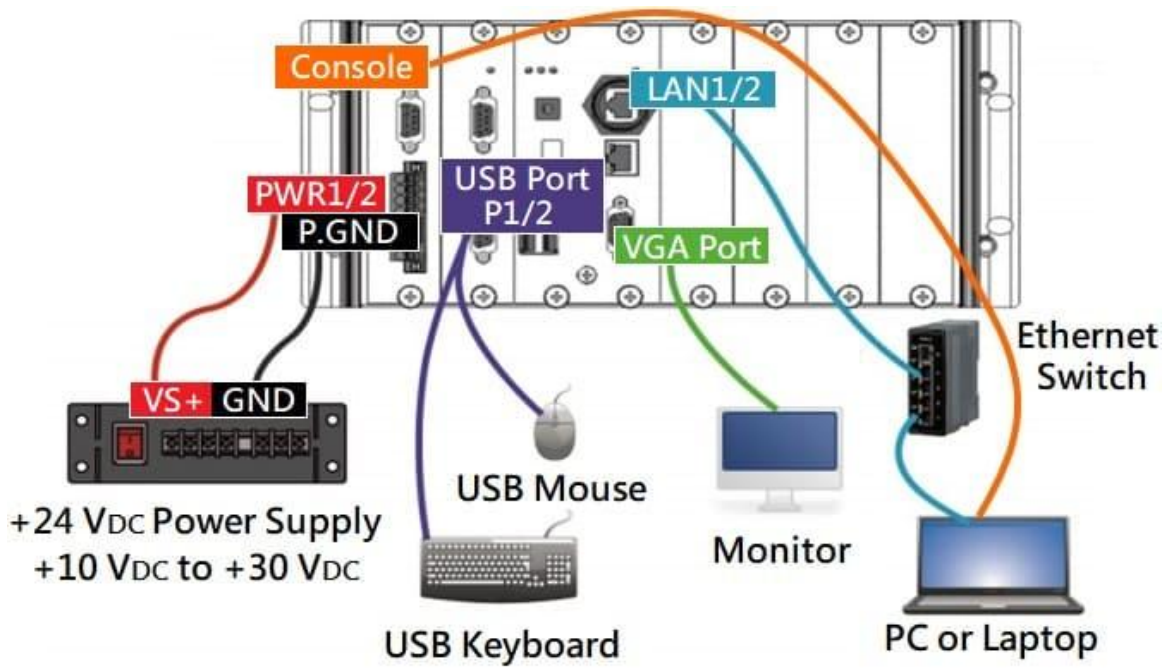 Console
LAN1/2
PWR1/2
P.GND
USB Port
P1/2
VGA Port
Ethernet
Switch
VS+ GND
+24 VDC Power Supply
+10 VDC to +30 VDC
USB Mouse
USB Keyboard
Monitor
PC or Laptop